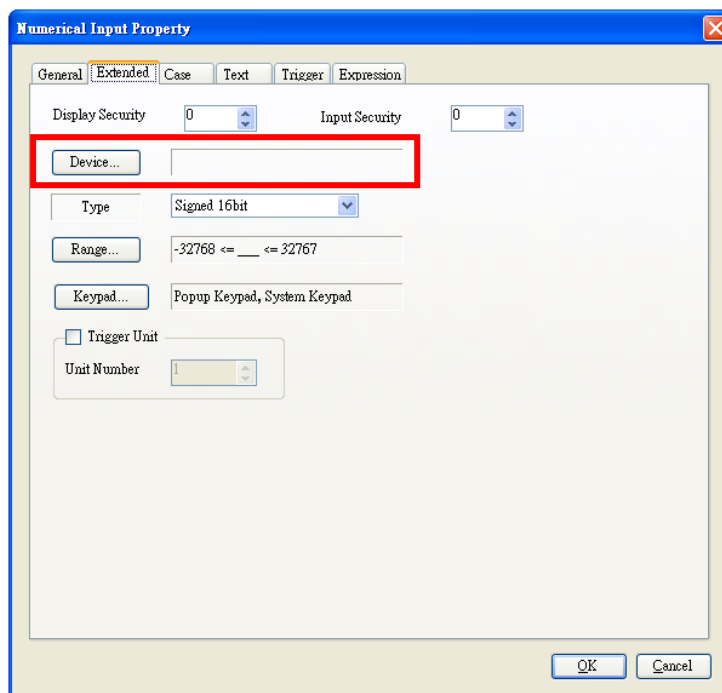 Numerical Input Property
General Extended Case Text Trigger Expression
Display Security 0 Input Security 0
Device...
Type Signed 16bit
Range... -32768 <= ___ <= 32767
Keypad... Popup Keypad, System Keypad
Trigger Unit
Unit Number 1
OK Cancel